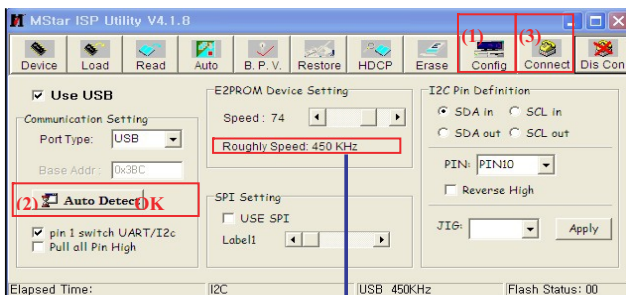 MStar ISP Utility V4.1.8
(1) (3)
Device Load Read Auto B. P. V. Restore HDCP Erase Config Connect Dis Con
Use USB
Communication Setting
Port Type: USB
Base Addr: 0x3BC
(2) Auto Detect OK
pin 1 switch UART/I2c
Pull all Pin High
E2PROM Device Setting
Speed : 74
Roughly Speed: 450 KHz
SPI Setting
USE SPI
Label1
I2C Pin Definition
SDA in SCL in
SDA out SCL out
PIN: PIN10
Reverse High
JIG: Apply
Elapsed Time: I2C USB 450KHz Flash Status: 00